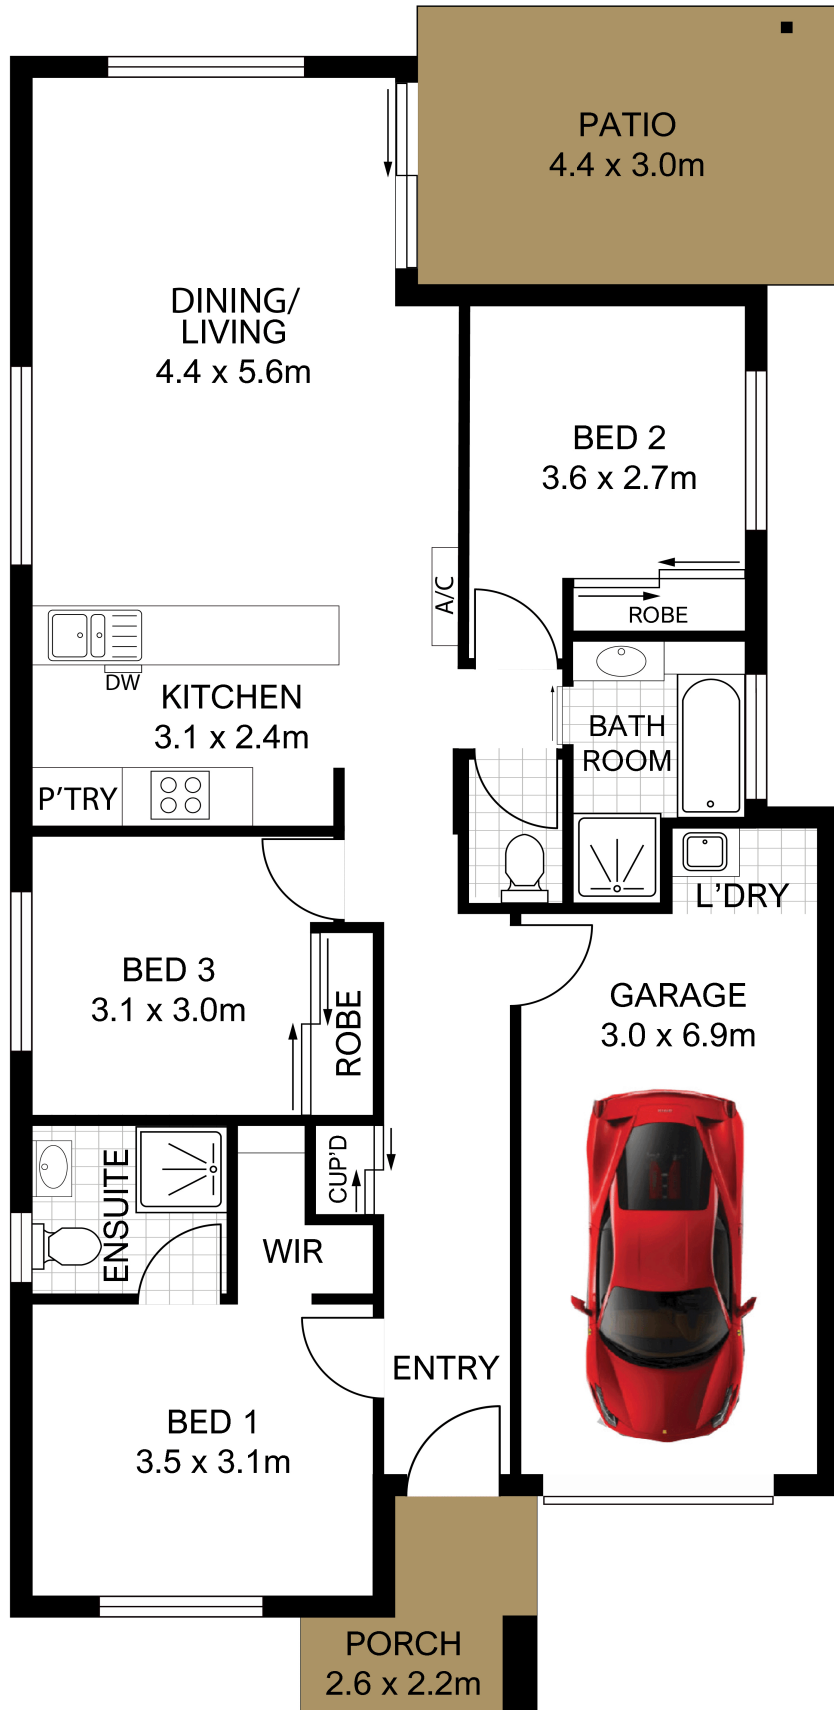 PATIO
4.4 x 3.0m
DINING/
LIVING
4.4 x 5.6m
BED 2
3.6 x 2.7m
A/C
ROBE
DW
KITCHEN
3.1 x 2.4m
BATH
ROOM
P'TRY
L'DRY
BED 3
3.1 x 3.0m
ROBE
GARAGE
3.0 x 6.9m
ENSUITE
CUP'D
WIR
ENTRY
BED 1
3.5 x 3.1m
PORCH
2.6 x 2.2m